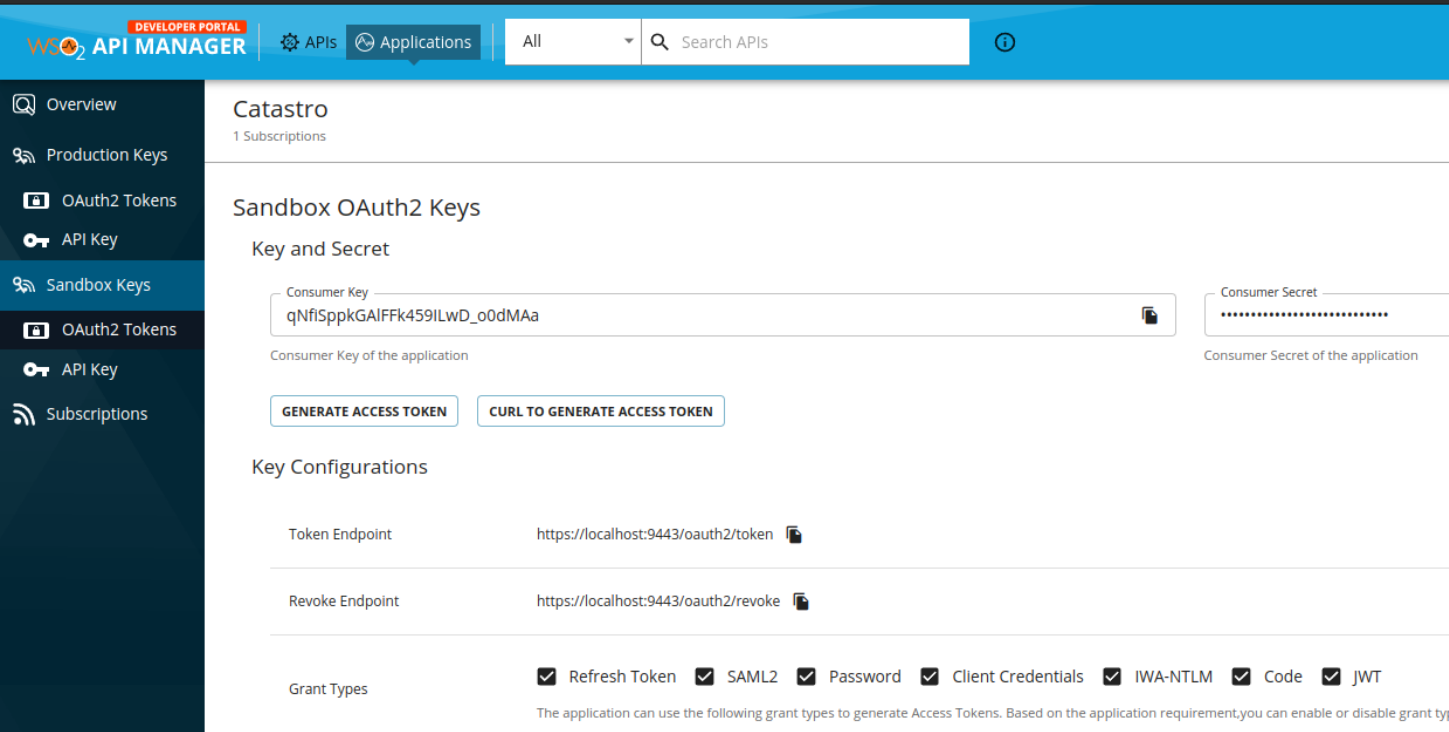 DEVELOPER PORTAL
WSO2 API MANAGER
APIs
Applications
All
Search APIs
Overview
Production Keys
OAuth2 Tokens
API Key
Sandbox Keys
OAuth2 Tokens
API Key
Subscriptions
Catastro
1 Subscriptions
Sandbox OAuth2 Keys
Key and Secret
Consumer Key
qNfISppkGAlFFk459ILwD_o0dMAa
Consumer Key of the application
Consumer Secret
••••••••••••••••••••••••••••
Consumer Secret of the application
GENERATE ACCESS TOKEN
CURL TO GENERATE ACCESS TOKEN
Key Configurations
Token Endpoint
https://localhost:9443/oauth2/token
Revoke Endpoint
https://localhost:9443/oauth2/revoke
Grant Types
Refresh Token SAML2 Password Client Credentials IWA-NTLM Code JWT
The application can use the following grant types to generate Access Tokens. Based on the application requirement,you can enable or disable grant